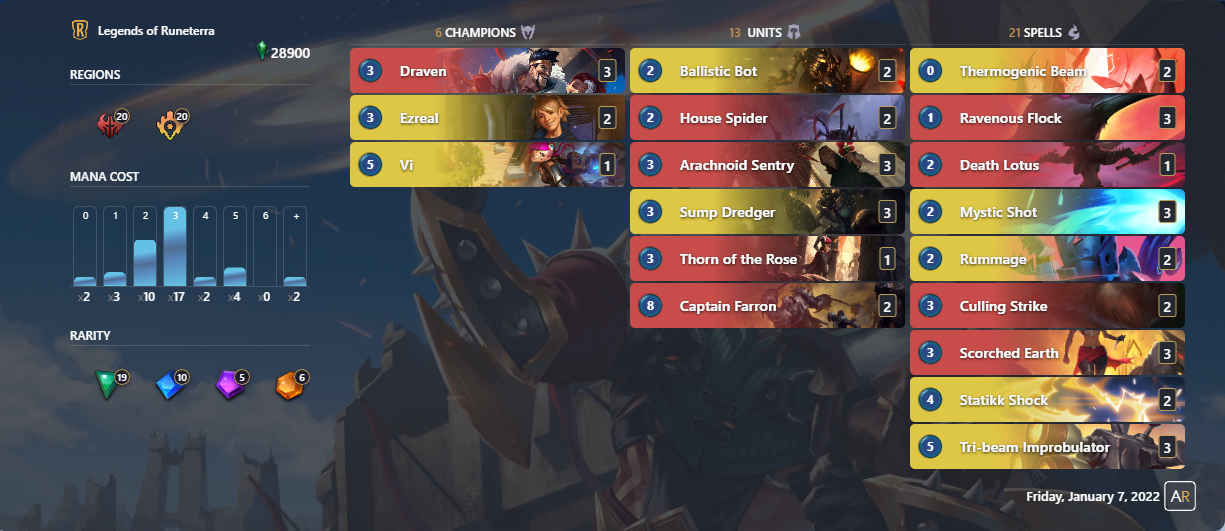 Legends of Runeterra
28900
REGIONS
20 20
MANA COST
0 1 2 3 4 5 6 +
x2 x3 x10 x17 x2 x4 x0 x2
RARITY
19 10 5 6
6 CHAMPIONS
3 Draven 3
3 Ezreal 2
5 Vi 1
13 UNITS
2 Ballistic Bot 2
2 House Spider 2
3 Arachnoid Sentry 3
3 Sump Dredger 3
3 Thorn of the Rose 1
8 Captain Farron 2
21 SPELLS
0 Thermogenic Beam 2
1 Ravenous Flock 3
2 Death Lotus 1
2 Mystic Shot 3
2 Rummage 2
3 Culling Strike 2
3 Scorched Earth 3
4 Statikk Shock 2
5 Tri-beam Improbulator 3
Friday, January 7, 2022 AR